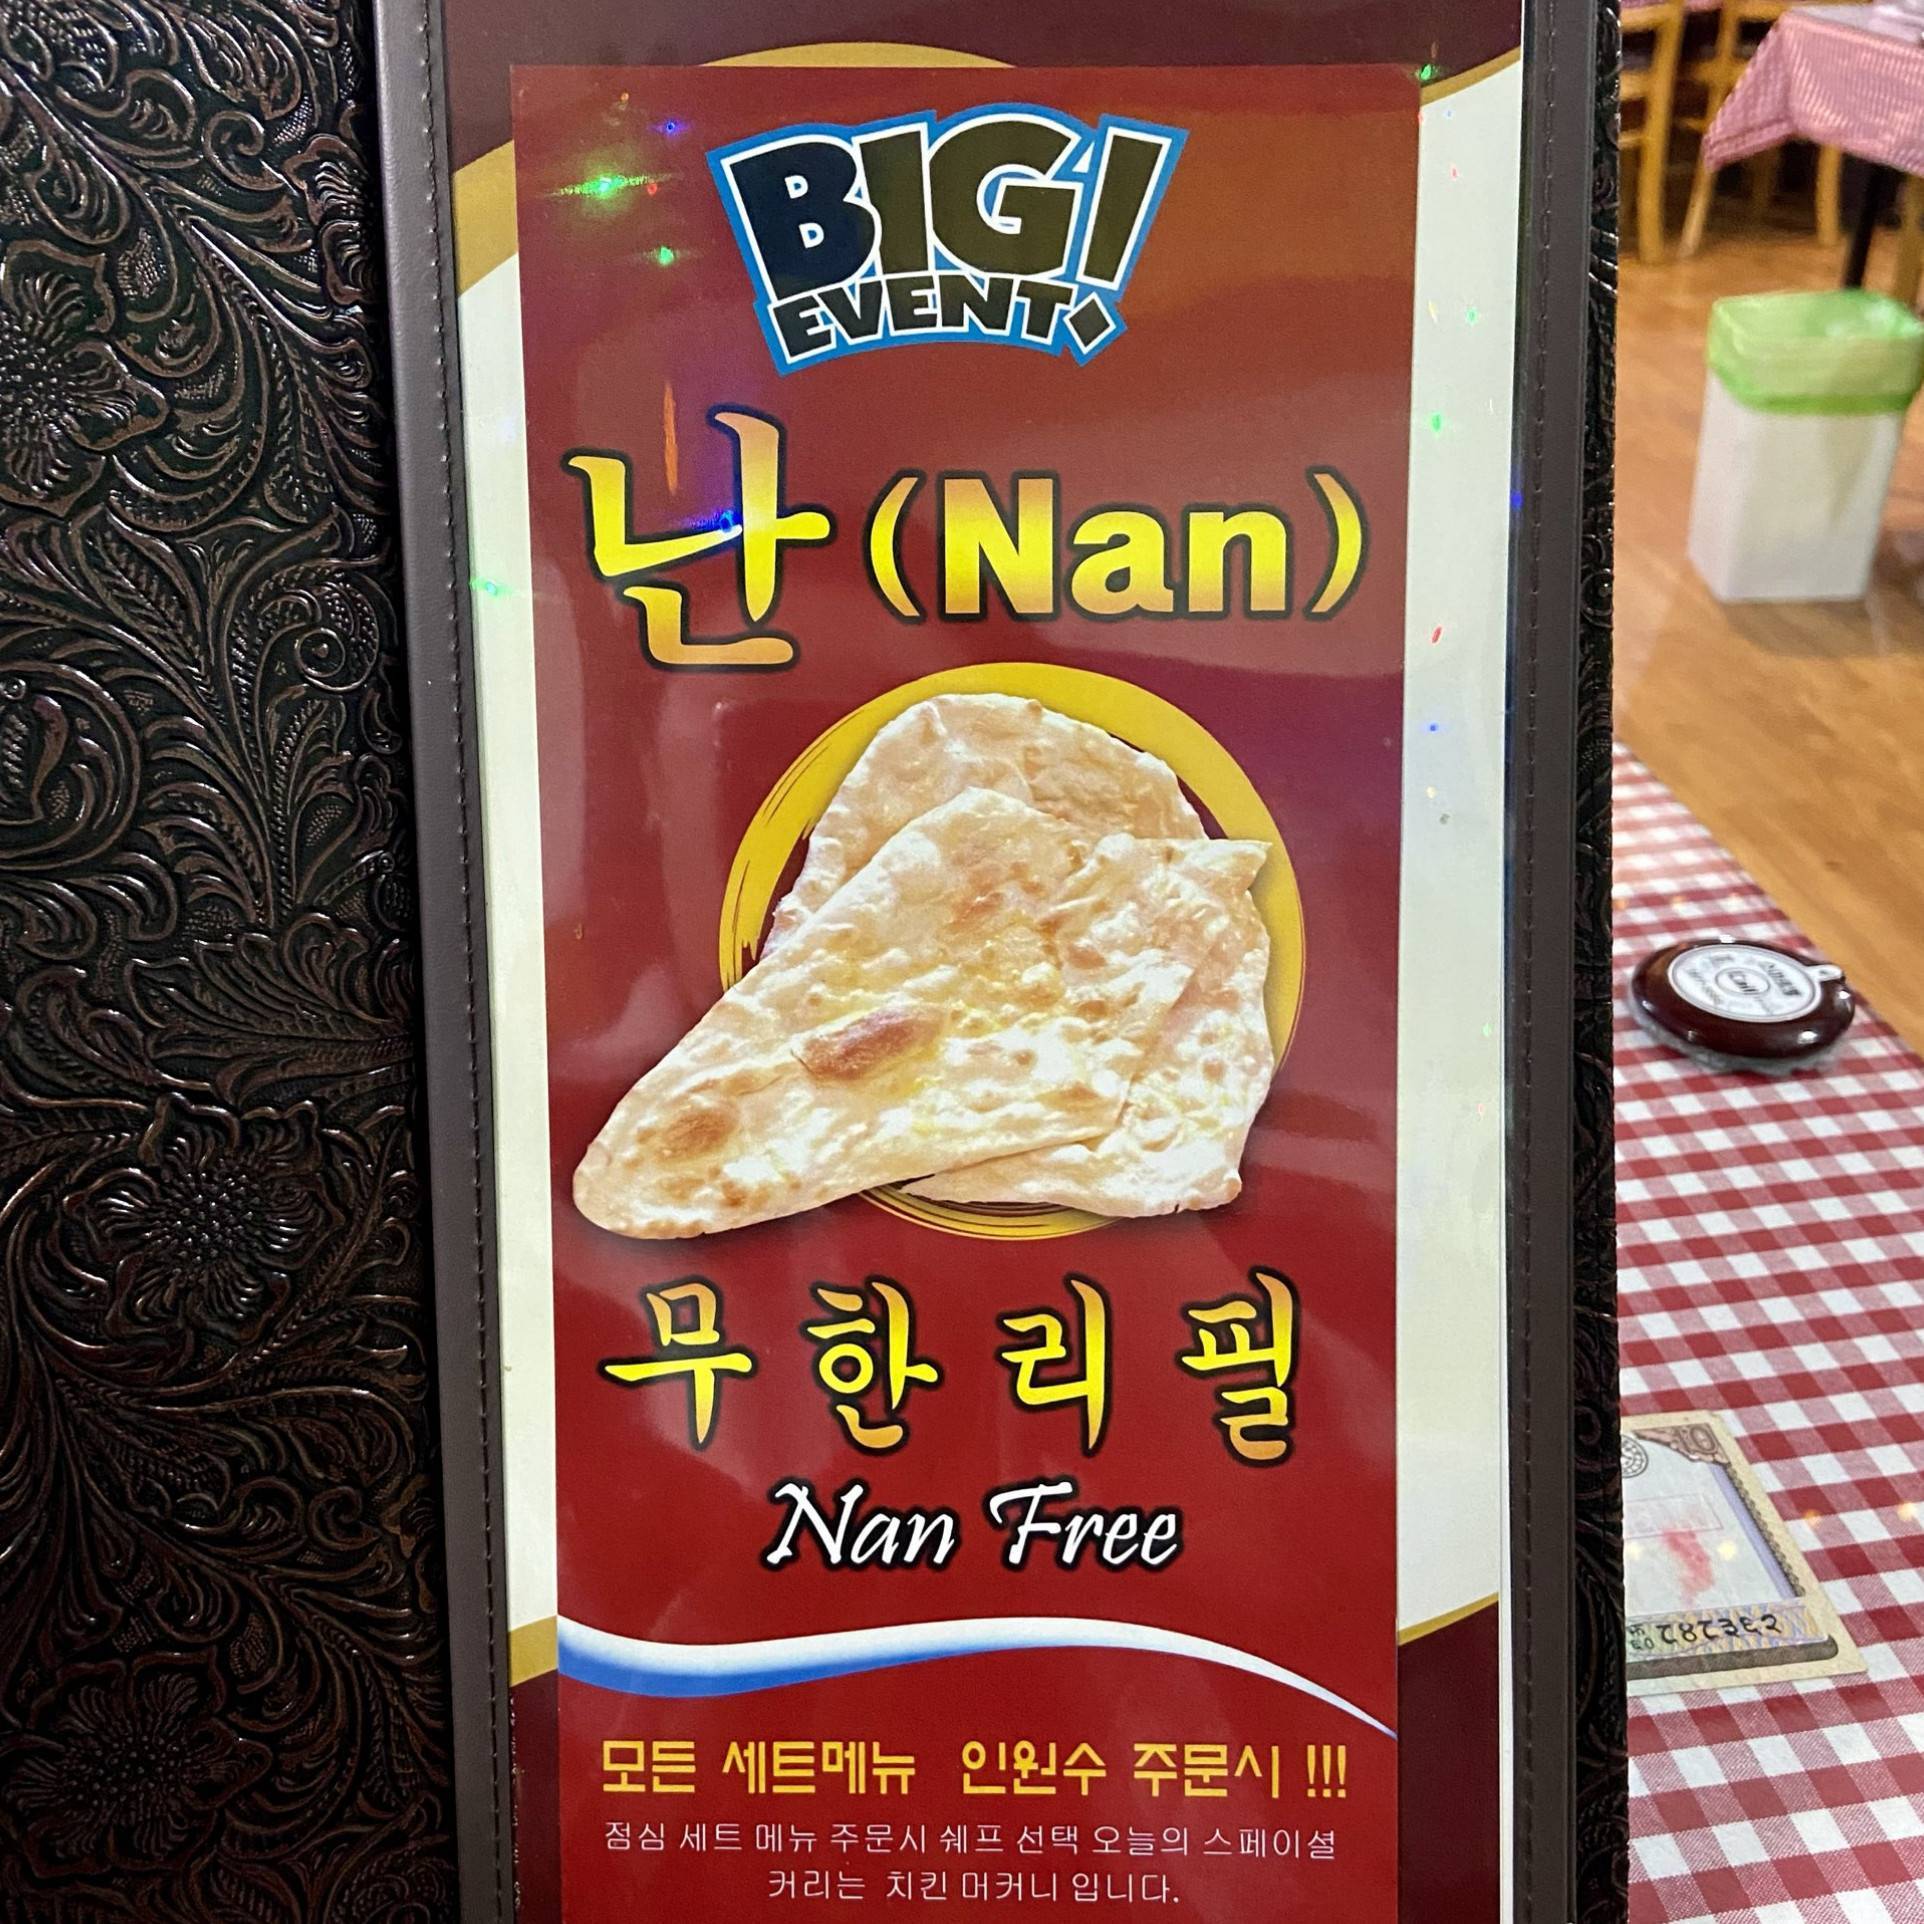 BIG!
EVENT
난 (Nan)
무한리필
Nan Free
모든 세트메뉴 인원수 주문시 !!!
점심 세트 메뉴 주문시 쉐프 선택 오늘의 스페이셜
커리는 치킨 머커니 입니다.